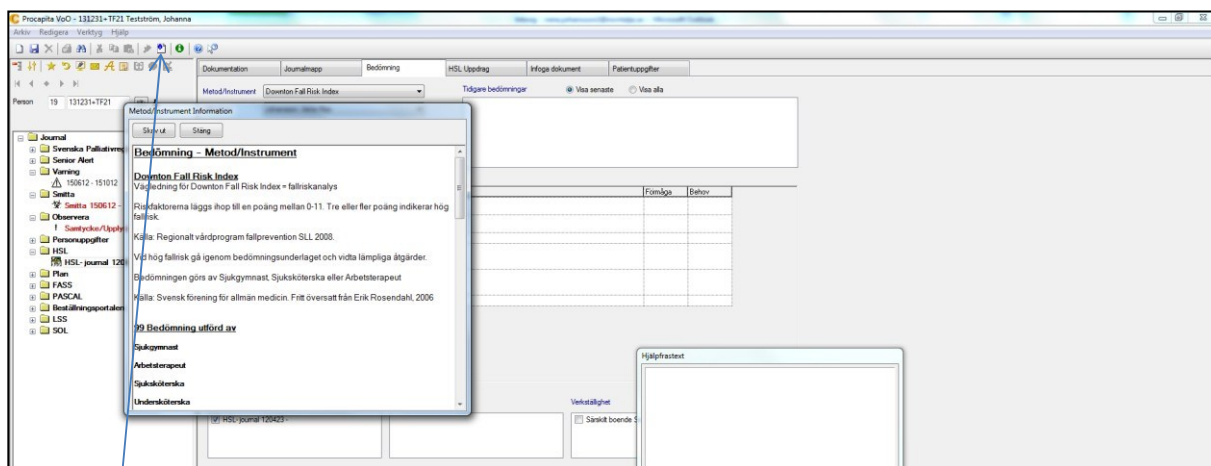 Procapita VoO - 131231+TF21 Testström, Johanna
Arkiv Redigera Verktyg Hjälp
Dokumentation Journalmapp Bedömning HSL Uppdrag Infoga dokument Patientuppgifter
Metod/Instrument Downton Fall Risk Index
Tidigare bedömningar Visa senaste Visa alla
Person 19 131231+TF21
Journal
Svenska Palliativreg
Senior Alert
Varning
150612 - 151012
Smitta
Smitta 150612 -
Observera
Samtycke/Upply
Personuppgifter
HSL
HSL- journal 120
Plan
FASS
PASCAL
Beställningsportalen
LSS
SOL
Metod/Instrument Information
Skriv ut Stäng
Bedömning - Metod/Instrument
Downton Fall Risk Index
Vägledning för Downton Fall Risk Index = fallriskanalys
Riskfaktorerna läggs ihop till en poäng mellan 0-11. Tre eller fler poäng indikerar hög
fallrisk.
Källa: Regionalt vårdprogram fallprevention SLL 2008.
Vid hög fallrisk gå igenom bedömningsunderlaget och vidta lämpliga åtgärder.
Bedömningen görs av Sjukgymnast, Sjuksköterska eller Arbetsterapeut
Källa: Svensk förening för allmän medicin. Fritt översatt från Erik Rosendahl, 2006
99 Bedömning utförd av
Sjukgymnast
Arbetsterapeut
Sjuksköterska
Undersköterska
Förmåga Behov
Hjälpfrastext
Verkställighet
HSL- journal 120423 -
Särskilt boende S